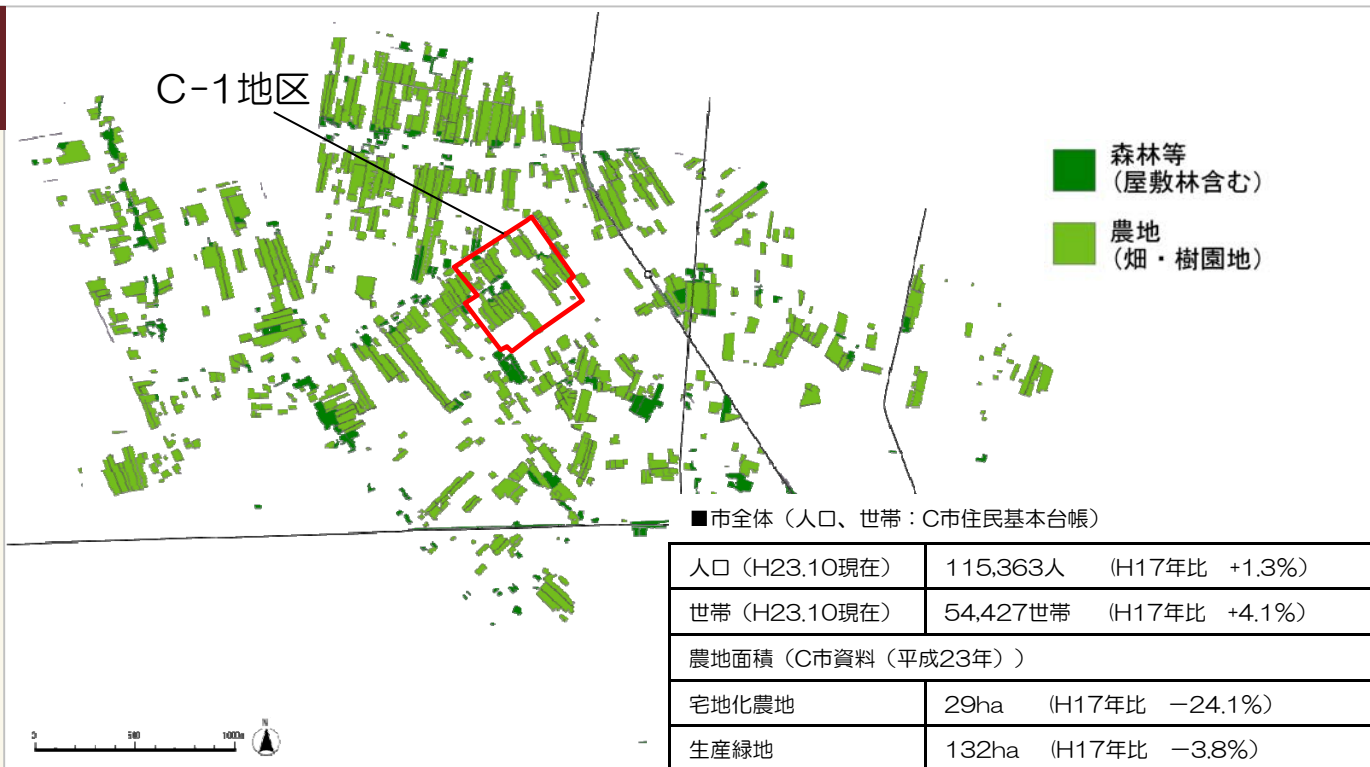 C-1地区
森林等
（屋敷林含む）
農地
（畑・樹園地）
■市全体（人口、世帯：C市住民基本台帳）
人口（H23.10現在） 115,363人 （H17年比 +1.3%）
世帯（H23.10現在） 54,427世帯 （H17年比 +4.1%）
農地面積（C市資料（平成23年））
宅地化農地 29ha （H17年比 －24.1%）
生産緑地 132ha （H17年比 －3.8%）
0 500 1000m
N